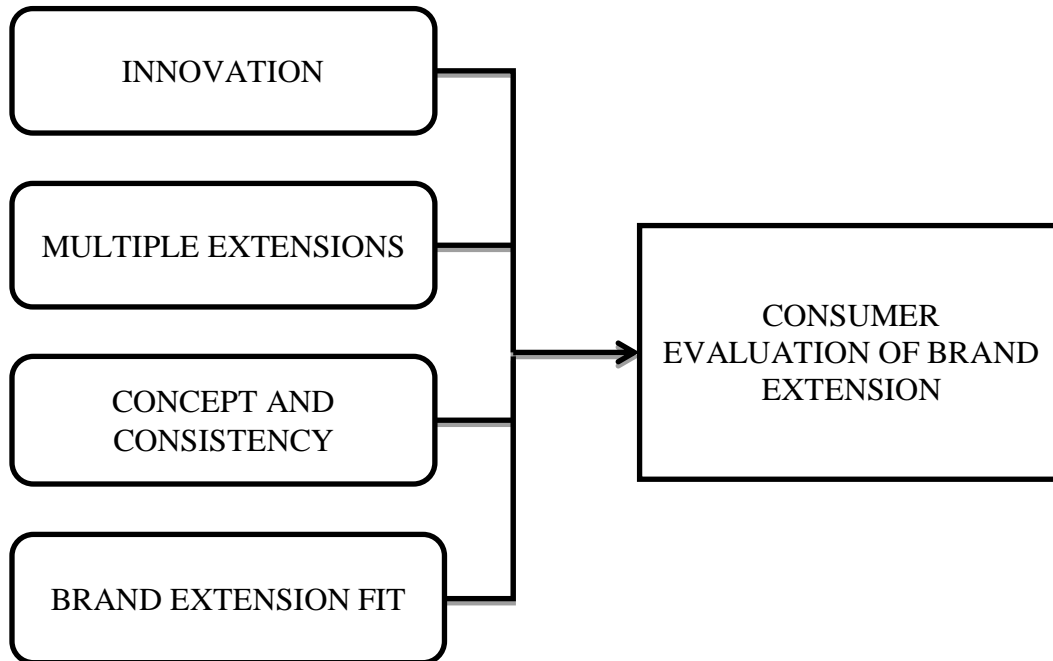 INNOVATION
MULTIPLE EXTENSIONS
CONCEPT AND
CONSISTENCY
BRAND EXTENSION FIT
CONSUMER
EVALUATION OF BRAND
EXTENSION